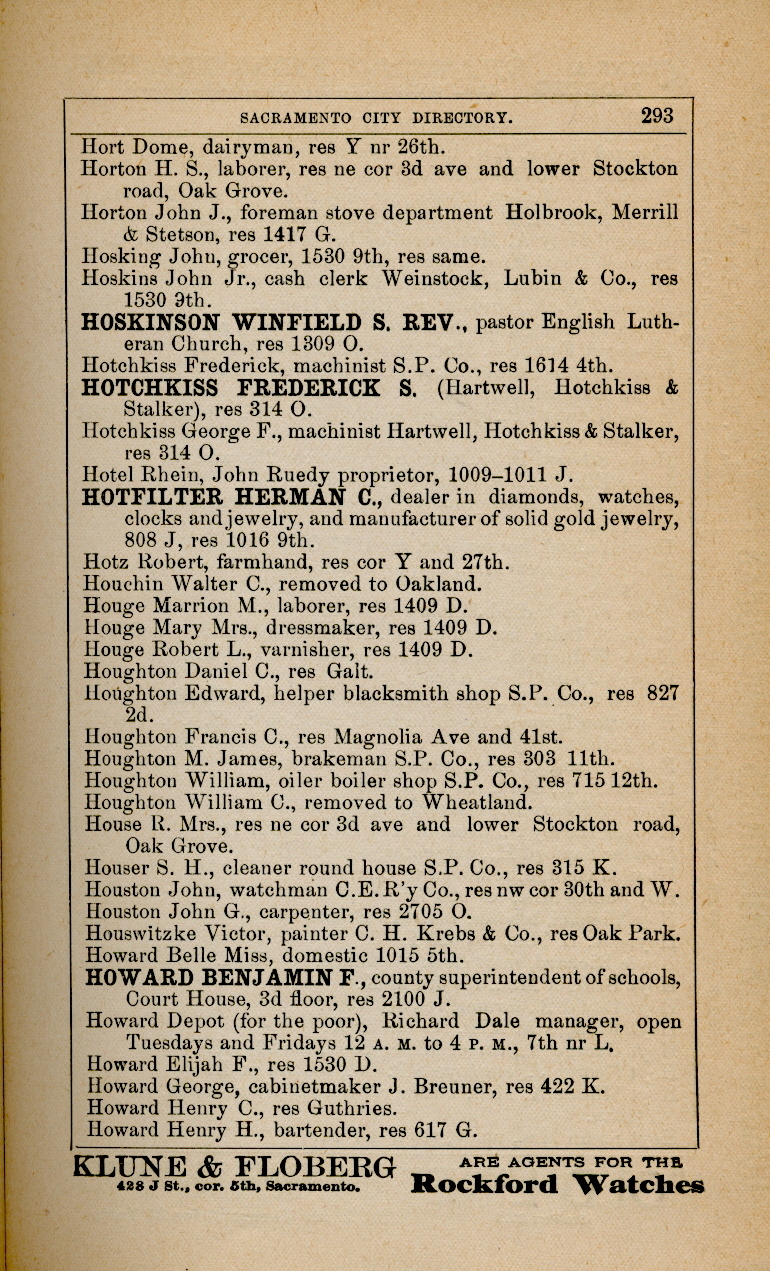 SACRAMENTO CITY DIRECTORY. 293
Hort Dome, dairyman, res Y nr 26th.
Horton H. S., laborer, res ne cor 3d ave and lower Stockton
road, Oak Grove.
Horton John J., foreman stove department Holbrook, Merrill
& Stetson, res 1417 G.
Hosking John, grocer, 1530 9th, res same.
Hoskins John Jr., cash clerk Weinstock, Lubin & Co., res
1530 9th.
HOSKINSON WINFIELD S. REV., pastor English Luth-
eran Church, res 1309 O.
Hotchkiss Frederick, machinist S.P. Co., res 1614 4th.
HOTCHKISS FREDERICK S. (Hartwell, Hotchkiss &
Stalker), res 314 O.
Hotchkiss George F., machinist Hartwell, Hotchkiss & Stalker,
res 314 O.
Hotel Rhein, John Ruedy proprietor, 1009–1011 J.
HOTFILTER HERMAN C., dealer in diamonds, watches,
clocks and jewelry, and manufacturer of solid gold jewelry,
808 J, res 1016 9th.
Hotz Robert, farmhand, res cor Y and 27th.
Houchin Walter C., removed to Oakland.
Houge Marrion M., laborer, res 1409 D.
Houge Mary Mrs., dressmaker, res 1409 D.
Houge Robert L., varnisher, res 1409 D.
Houghton Daniel C., res Galt.
Houghton Edward, helper blacksmith shop S.P. Co., res 827
2d.
Houghton Francis C., res Magnolia Ave and 41st.
Houghton M. James, brakeman S.P. Co., res 303 11th.
Houghton William, oiler boiler shop S.P. Co., res 715 12th.
Houghton William C., removed to Wheatland.
House R. Mrs., res ne cor 3d ave and lower Stockton road,
Oak Grove.
Houser S. H., cleaner round house S.P. Co., res 315 K.
Houston John, watchman C.E. R'y Co., res nw cor 30th and W.
Houston John G., carpenter, res 2705 O.
Houswitzke Victor, painter C. H. Krebs & Co., res Oak Park.
Howard Belle Miss, domestic 1015 5th.
HOWARD BENJAMIN F., county superintendent of schools,
Court House, 3d floor, res 2100 J.
Howard Depot (for the poor), Richard Dale manager, open
Tuesdays and Fridays 12 A. M. to 4 P. M., 7th nr L.
Howard Elijah F., res 1530 D.
Howard George, cabinetmaker J. Breuner, res 422 K.
Howard Henry C., res Guthries.
Howard Henry H., bartender, res 617 G.
KLUNE & FLOBERG ARE AGENTS FOR THE
428 J St., cor. 5th, Sacramento. Rockford Watches